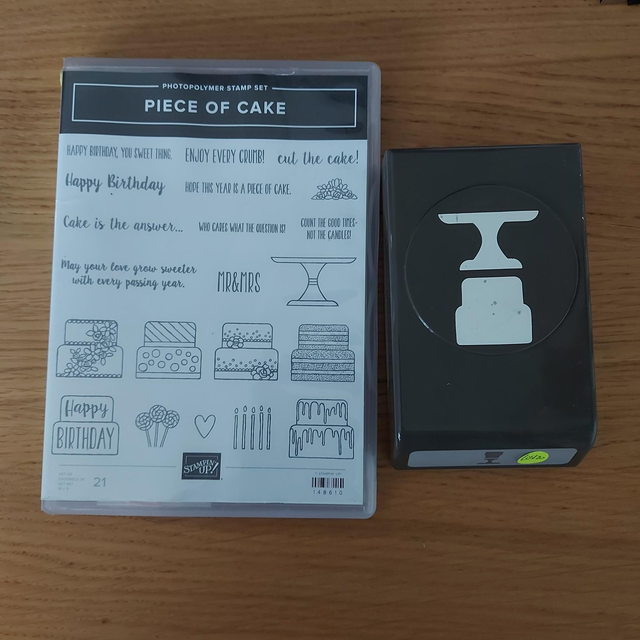 PHOTOPOLYMER STAMP SET
PIECE OF CAKE
HAPPY BIRTHDAY, YOU SWEET THING.
ENJOY EVERY CRUMB!
cut the cake!
Happy Birthday
HOPE THIS YEAR IS A PIECE OF CAKE.
Cake is the answer...
WHO CARES WHAT THE QUESTION IS?
COUNT THE GOOD TIMES-
NOT THE CANDLES!
May your love grow sweeter
with every passing year.
MR&MRS
Happy
BIRTHDAY
STAMPIN' UP!
21
© STAMPIN' UP!
148610